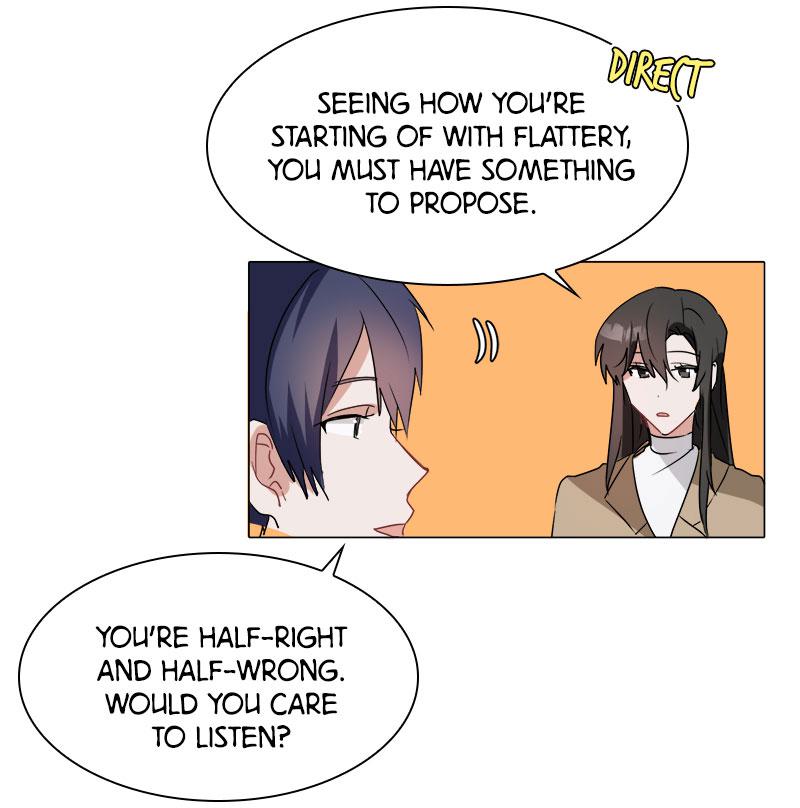 DIRECT
SEEING HOW YOU'RE
STARTING OF WITH FLATTERY,
YOU MUST HAVE SOMETHING
TO PROPOSE.
YOU'RE HALF-RIGHT
AND HALF-WRONG.
WOULD YOU CARE
TO LISTEN?